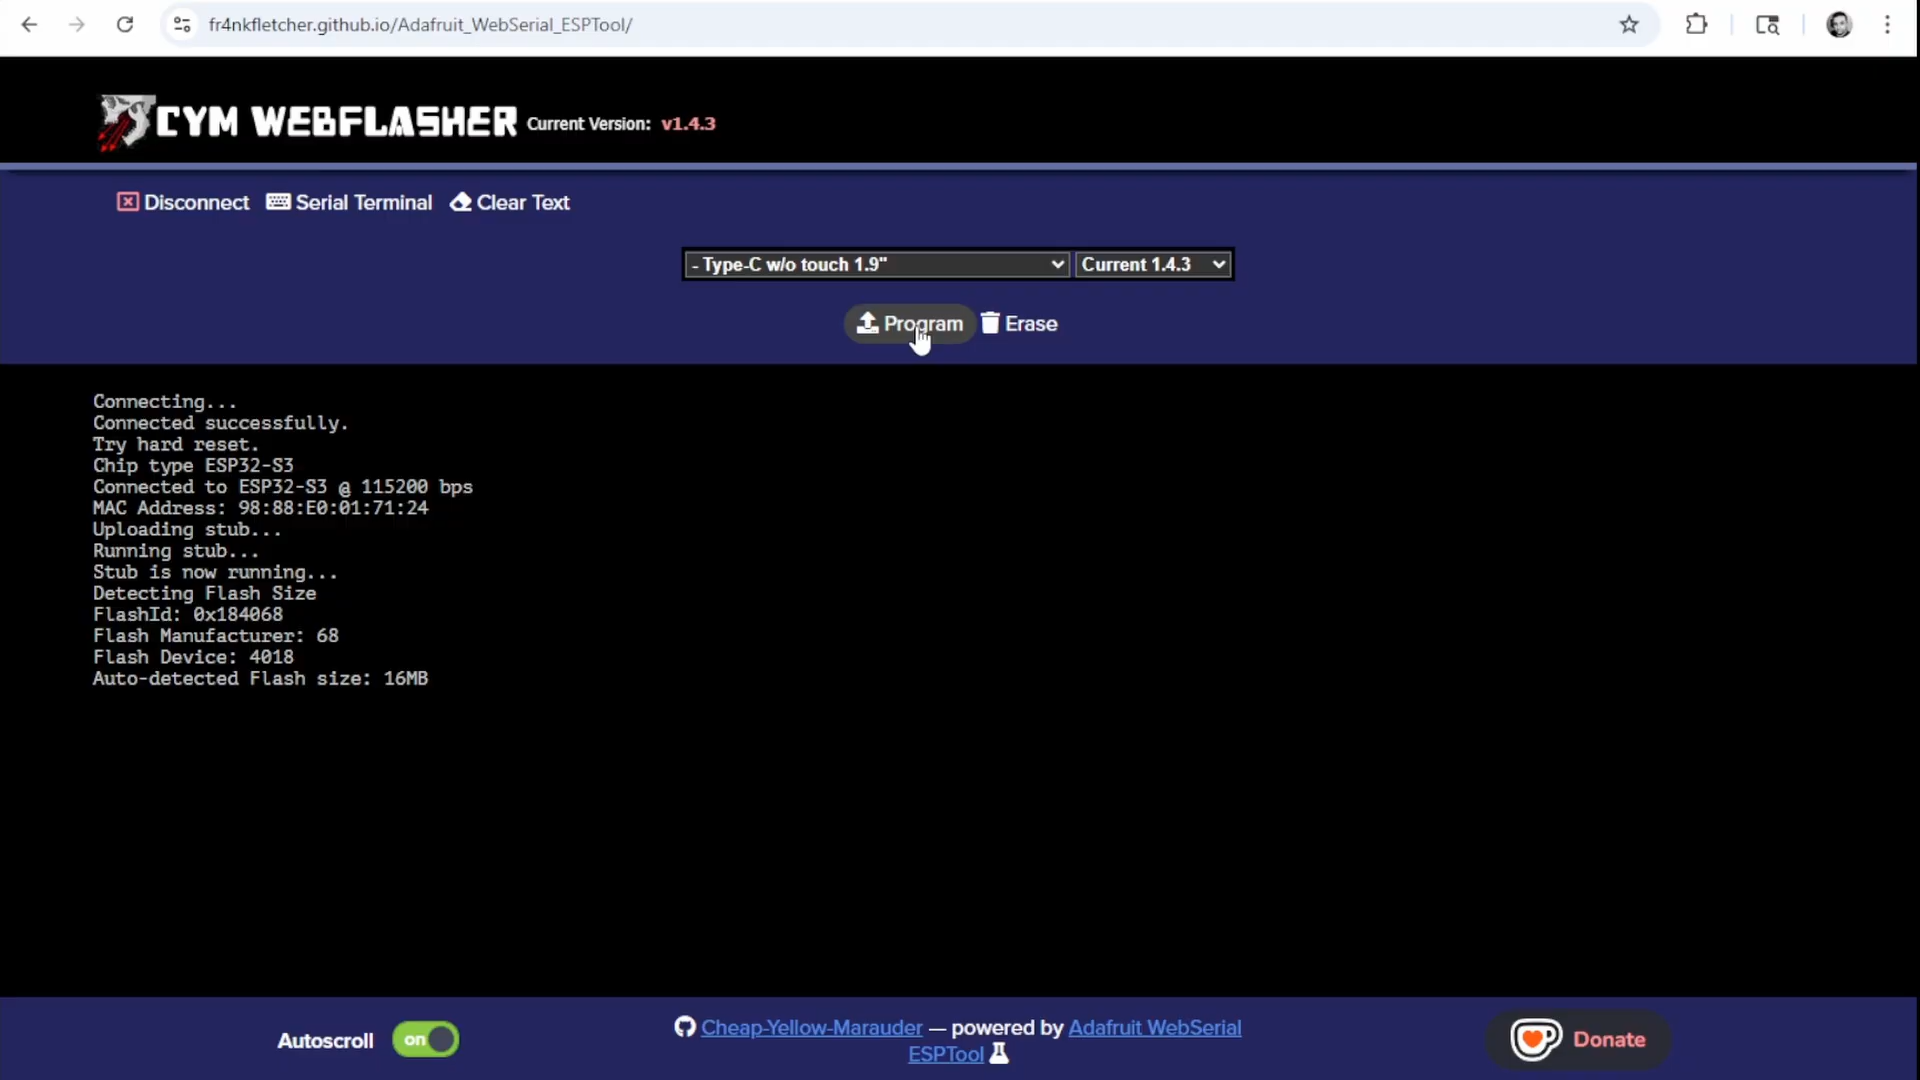 fr4nkfletcher.github.io/Adafruit_WebSerial_ESPTool/
CYM WEBFLASHER Current Version: v1.4.3
Disconnect Serial Terminal Clear Text
- Type-C w/o touch 1.9" Current 1.4.3
Program Erase
Connecting...
Connected successfully.
Try hard reset.
Chip type ESP32-S3
Connected to ESP32-S3 @ 115200 bps
MAC Address: 98:88:E0:01:71:24
Uploading stub...
Running stub...
Stub is now running...
Detecting Flash Size
FlashId: 0x184068
Flash Manufacturer: 68
Flash Device: 4018
Auto-detected Flash size: 16MB
Autoscroll on
Cheap-Yellow-Marauder — powered by Adafruit WebSerial
ESPTool
Donate